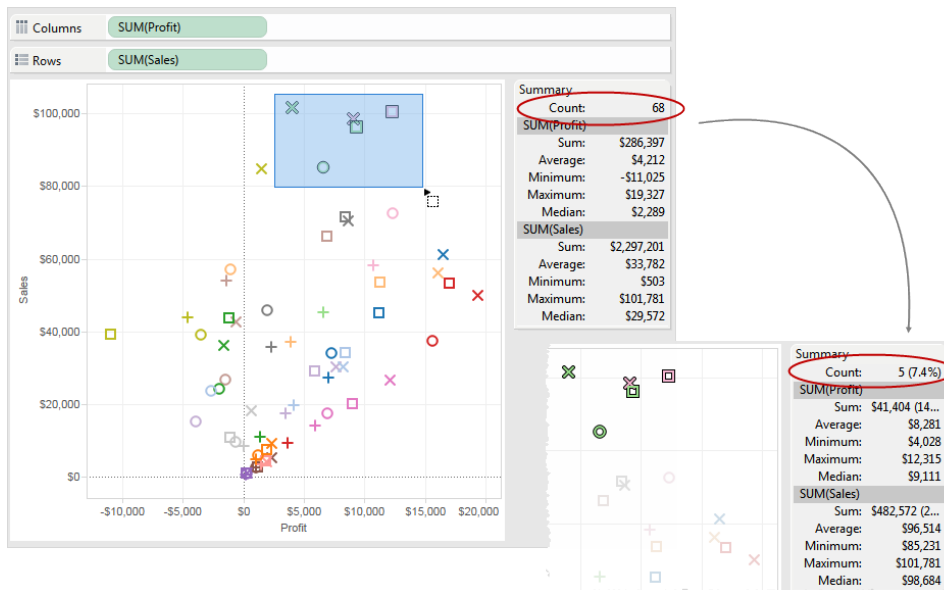 Columns SUM(Profit)
Rows SUM(Sales)
$100,000
$80,000
$60,000
$40,000
$20,000
$0
Sales
-$10,000 -$5,000 $0 $5,000 $10,000 $15,000 $20,000
Profit
Summary
Count: 68
SUM(Profit)
Sum: $286,397
Average: $4,212
Minimum: -$11,025
Maximum: $19,327
Median: $2,289
SUM(Sales)
Sum: $2,297,201
Average: $33,782
Minimum: $503
Maximum: $101,781
Median: $29,572
Summary
Count: 5 (7.4%)
SUM(Profit)
Sum: $41,404 (14...
Average: $8,281
Minimum: $4,028
Maximum: $12,315
Median: $9,111
SUM(Sales)
Sum: $482,572 (2...
Average: $96,514
Minimum: $85,231
Maximum: $101,781
Median: $98,684